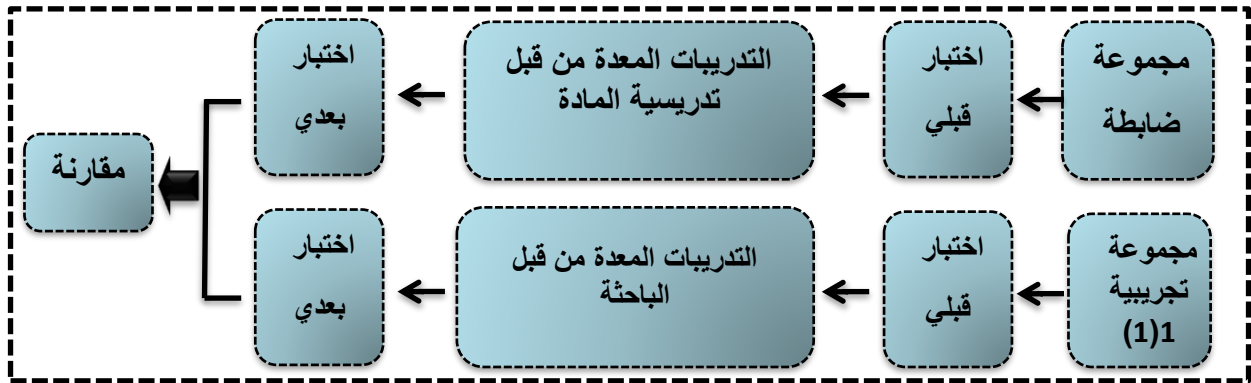 مجموعة
ضابطة
اختبار
قبلي
التدريبات المعدة من قبل
تدريسية المادة
اختبار
بعدي
مجموعة
تجريبية
1(1)
اختبار
قبلي
التدريبات المعدة من قبل
الباحثة
اختبار
بعدي
مقارنة